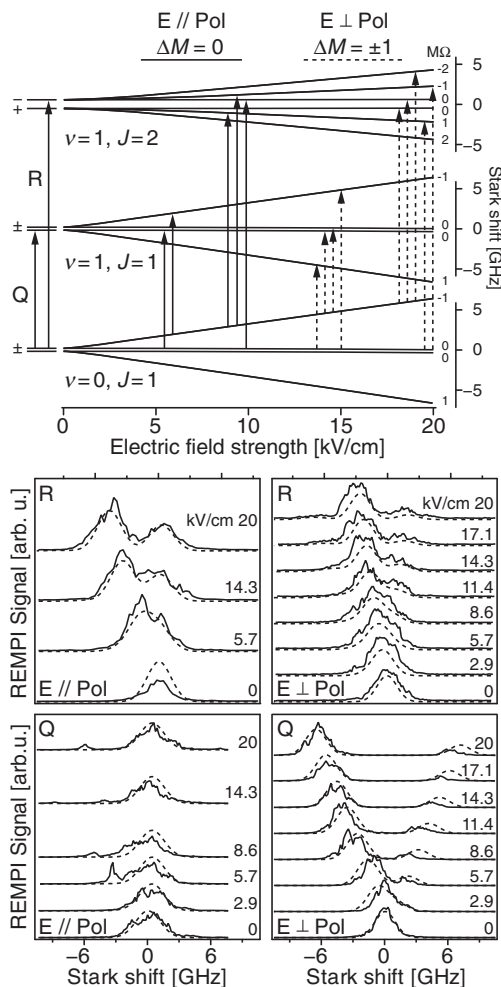 E // Pol
E ⊥ Pol
ΔM = 0
ΔM = ±1
MΩ
-2
-1
0
0
1
2
5
0
−5
−
+
ν=1, J=2
R
-1
0
0
1
5
0
−5
Stark shift [GHz]
±
ν=1, J=1
Q
-1
0
0
1
5
0
−5
±
ν=0, J=1
0
5
10
15
20
Electric field strength [kV/cm]
R
kV/cm 20
14.3
5.7
0
E // Pol
REMPI Signal [arb. u.]
R
kV/cm 20
17.1
14.3
11.4
8.6
5.7
2.9
0
E ⊥ Pol
Q
20
14.3
8.6
5.7
2.9
0
E // Pol
REMPI Signal [arb.u.]
−6
0
6
Stark shift [GHz]
Q
20
17.1
14.3
11.4
8.6
5.7
2.9
0
E ⊥ Pol
−6
0
6
Stark shift [GHz]